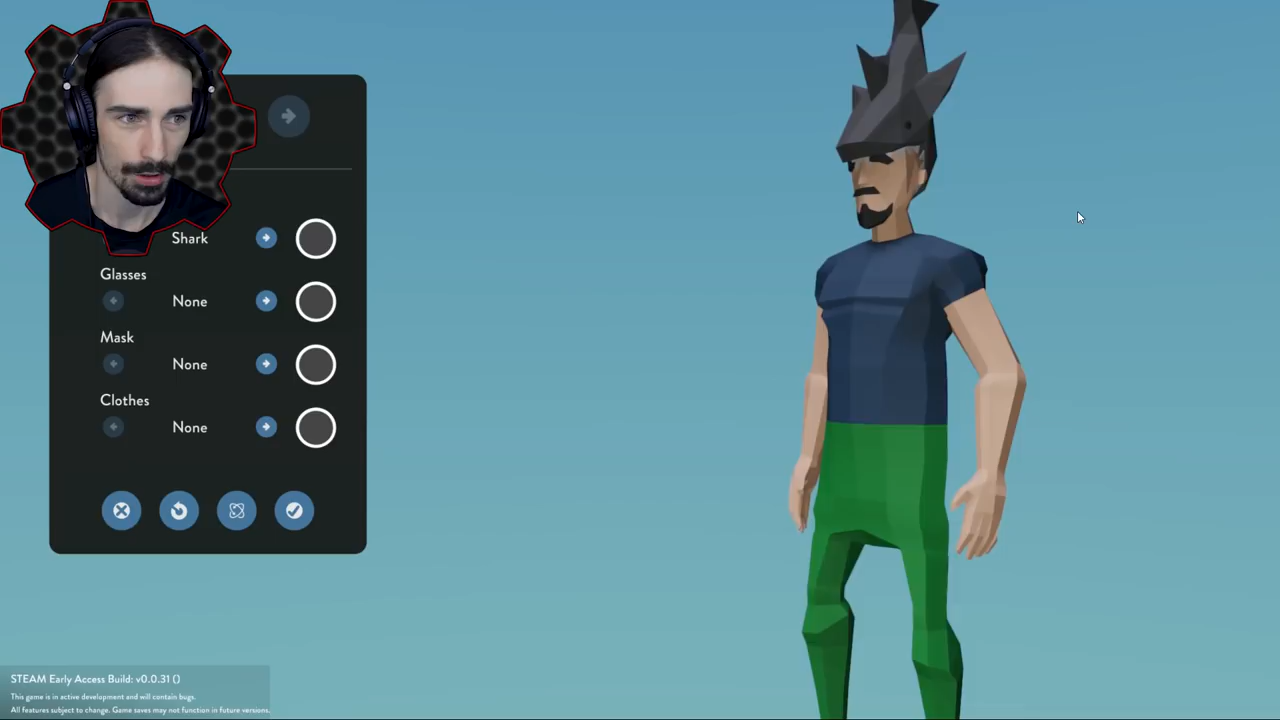 Shark
Glasses
None
Mask
None
Clothes
None
STEAM Early Access Build: v0.0.31 ()
This game is in active development and will contain bugs.
All features subject to change. Game saves may not function in future versions.